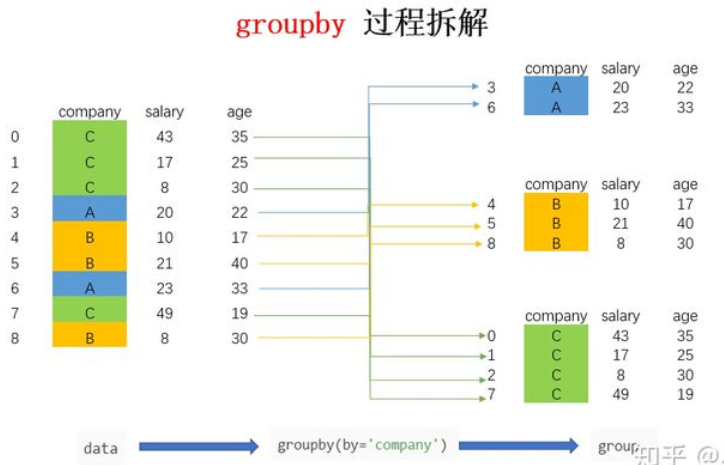 groupby 过程拆解
company salary age
0 C 43 35
1 C 17 25
2 C 8 30
3 A 20 22
4 B 10 17
5 B 21 40
6 A 23 33
7 C 49 19
8 B 8 30
company salary age
3 A 20 22
6 A 23 33
company salary age
4 B 10 17
5 B 21 40
8 B 8 30
company salary age
0 C 43 35
1 C 17 25
2 C 8 30
7 C 49 19
data groupby(by='company') group
知乎 @